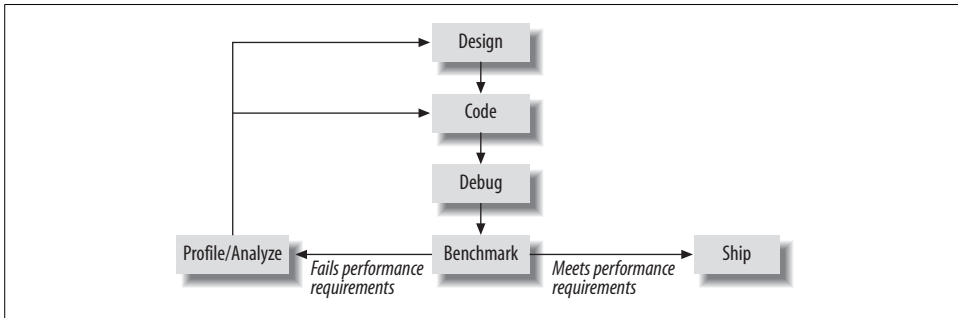 Design
Code
Debug
Profile/Analyze
Fails performance
requirements
Benchmark
Meets performance
requirements
Ship